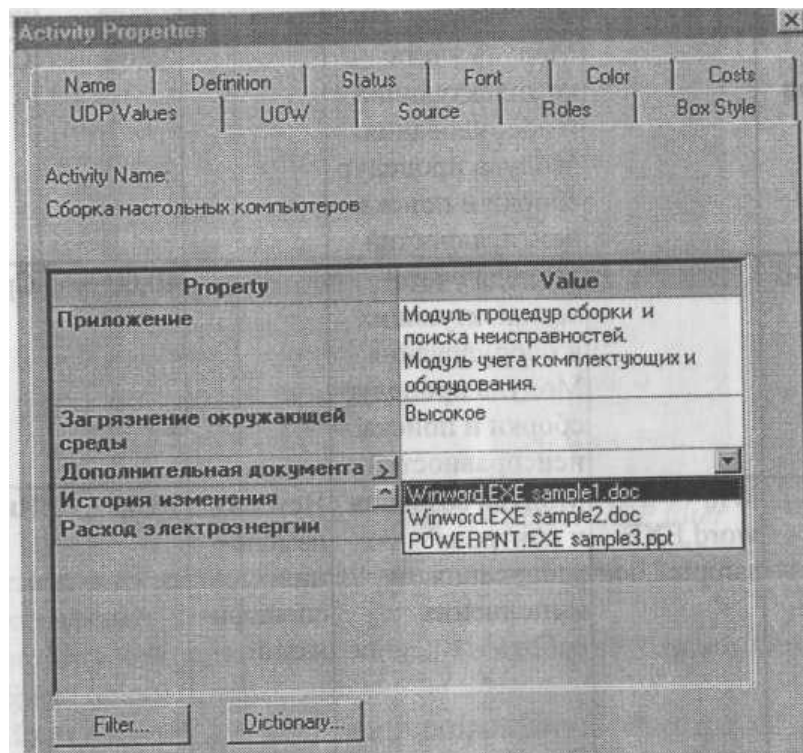 Activity Properties
Name Definition Status Font Color Costs
UDP Values UOW Source Roles Box Style
Activity Name:
Сборка настольных компьютеров
Property Value
Приложение
Модуль процедур сборки и
поиска неисправностей.
Модуль учета комплектующих и
оборудования.
Загрязнение окружающей
среды
Высокое
Дополнительная документа >
История изменения
Winword.EXE sample1.doc
Winword.EXE sample2.doc
Расход электроэнергии
POWERPNT.EXE sample3.ppt
Filter...
Dictionary...